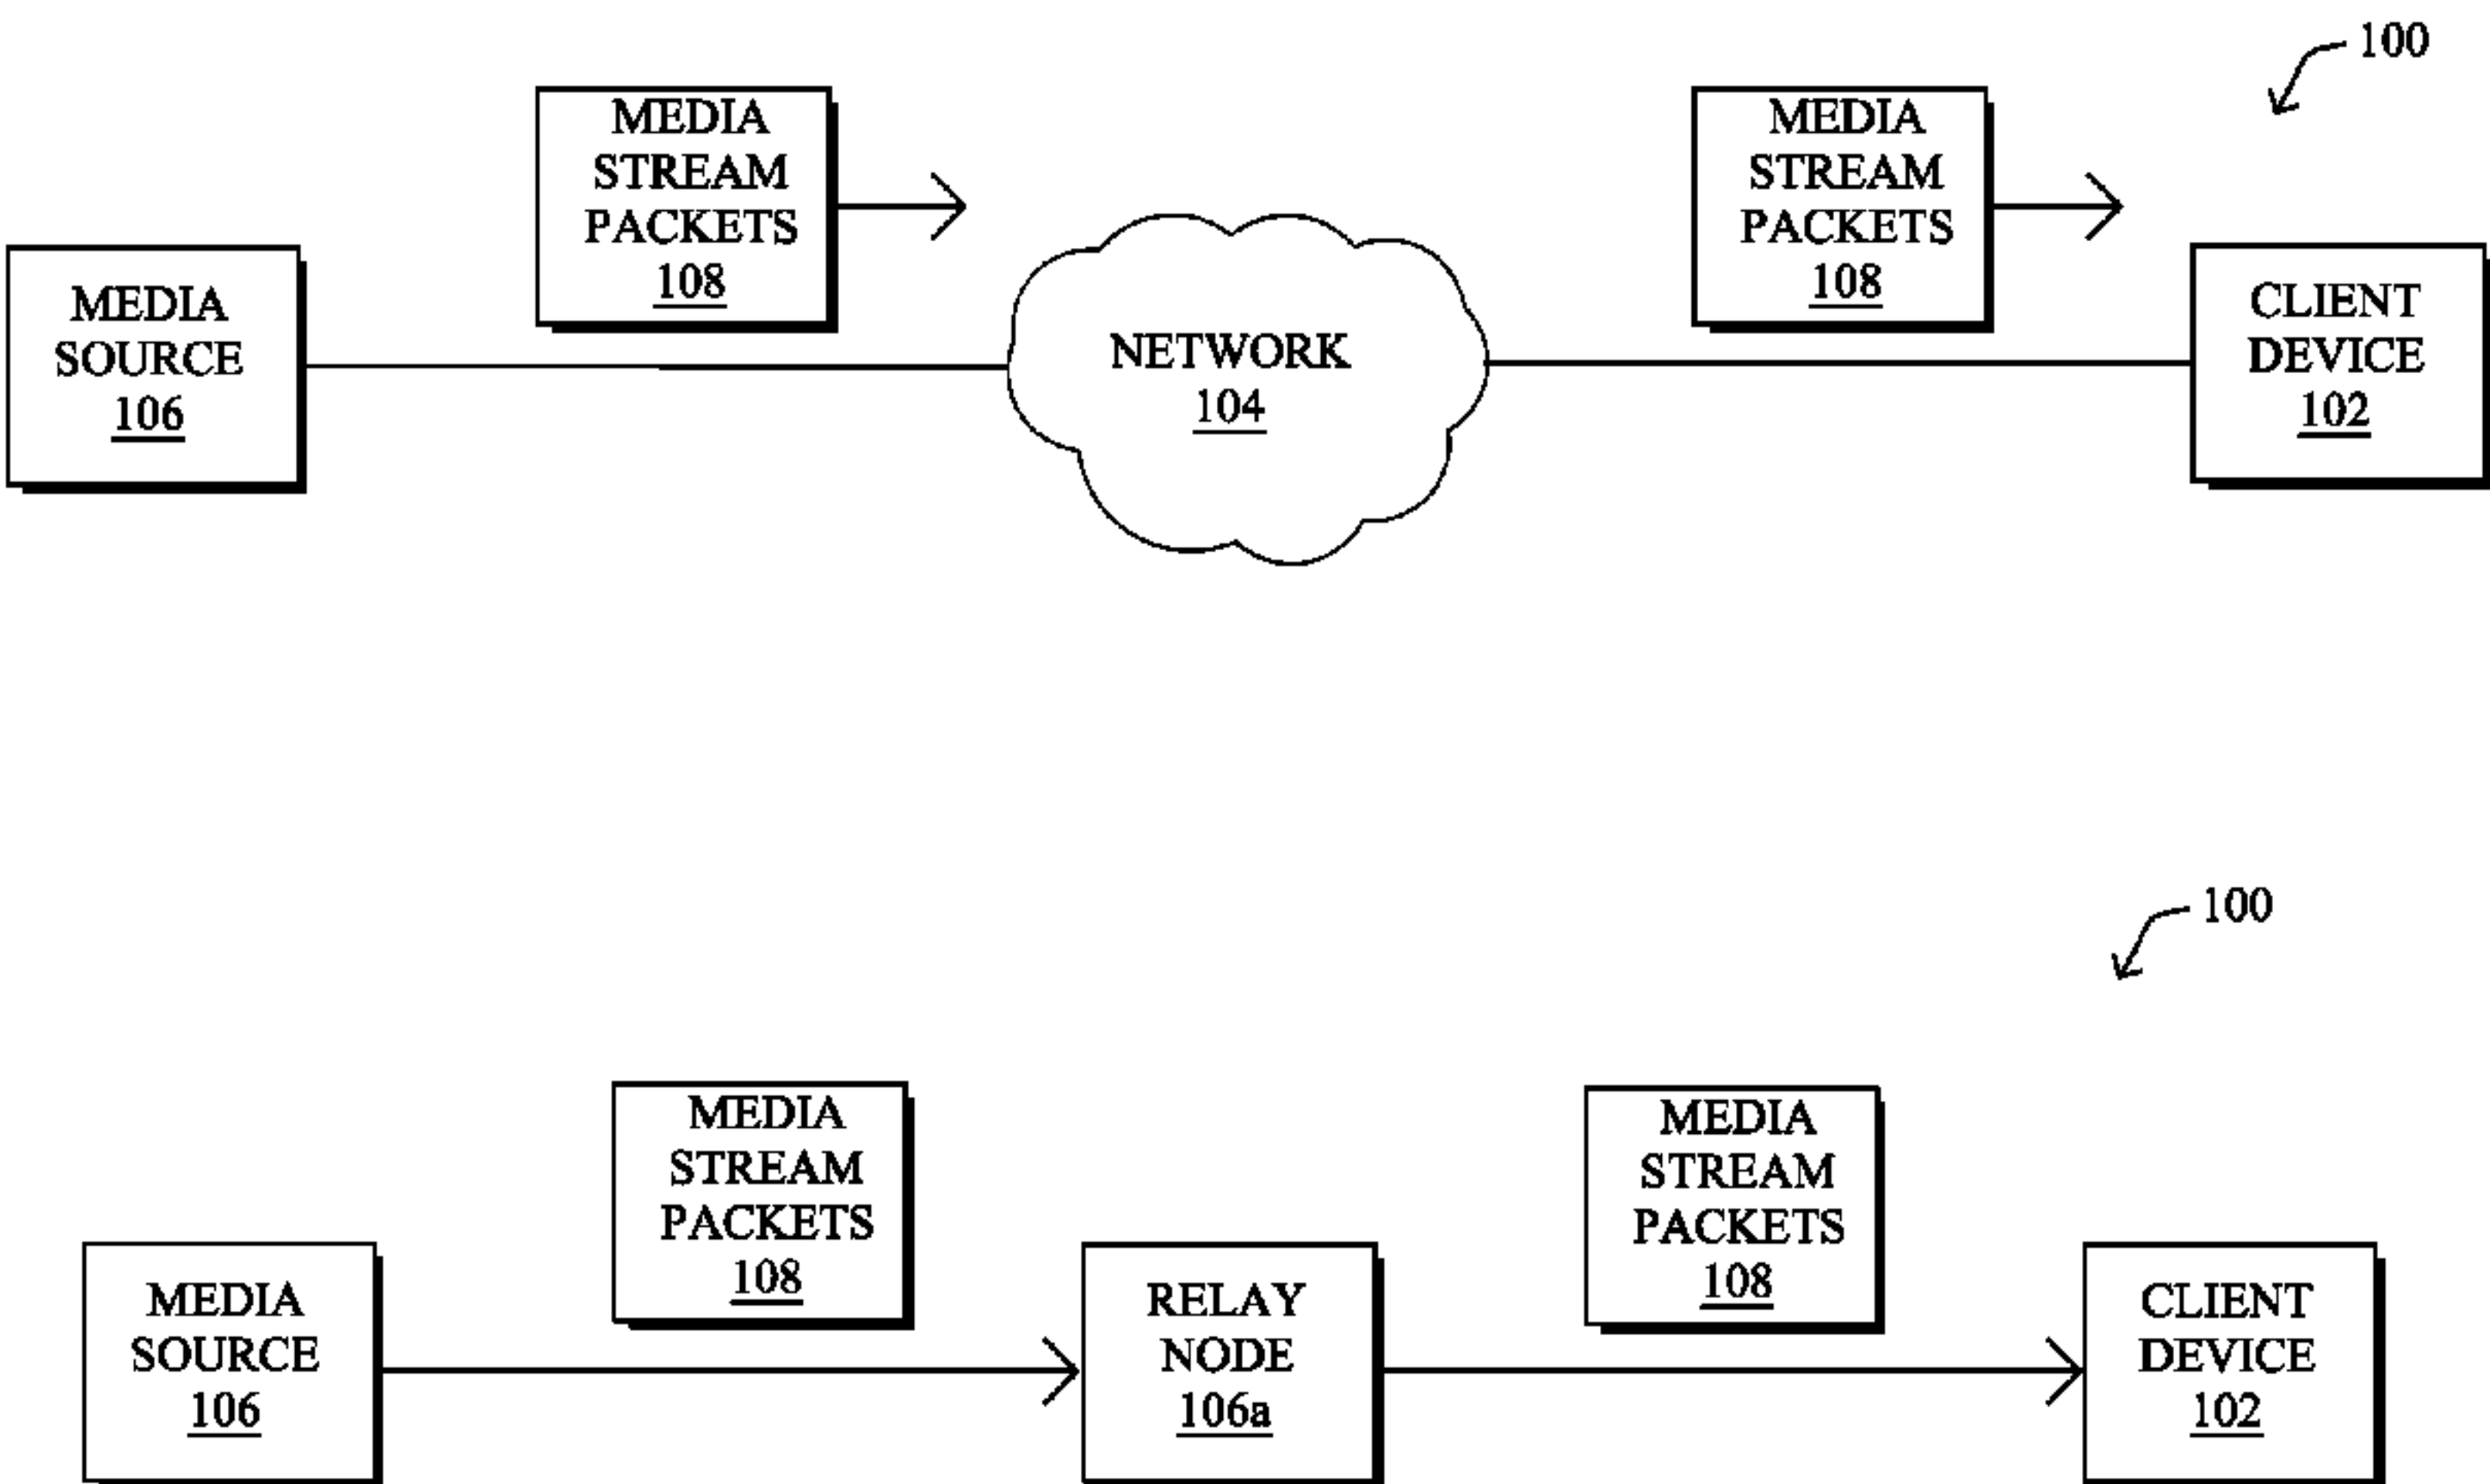 100
MEDIA
STREAM
PACKETS
108
MEDIA
STREAM
PACKETS
108
MEDIA
SOURCE
106
NETWORK
104
CLIENT
DEVICE
102
100
MEDIA
STREAM
PACKETS
108
MEDIA
STREAM
PACKETS
108
MEDIA
SOURCE
106
RELAY
NODE
106a
CLIENT
DEVICE
102